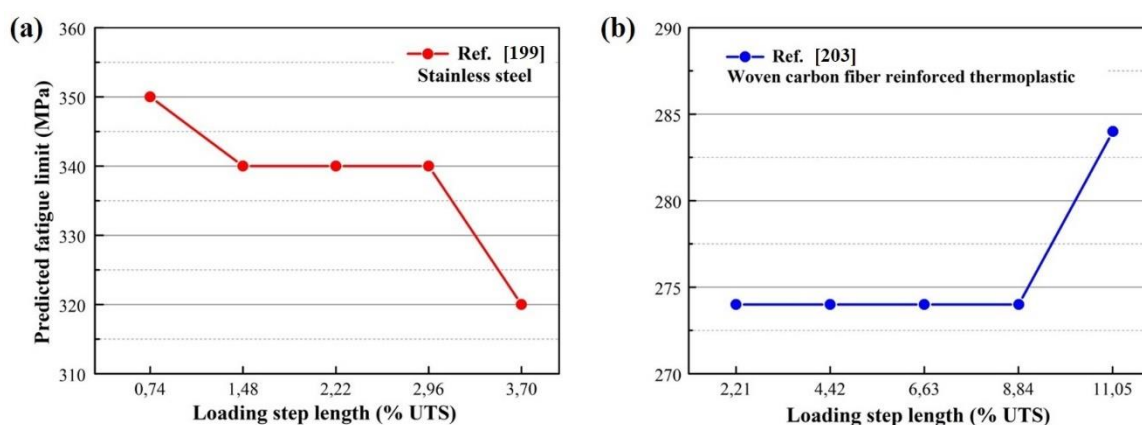 (a)
Ref. [199]
Stainless steel
Predicted fatigue limit (MPa)
360
350
340
330
320
310
0,74 1,48 2,22 2,96 3,70
Loading step length (% UTS)
(b)
Ref. [203]
Woven carbon fiber reinforced thermoplastic
290
285
280
275
270
2,21 4,42 6,63 8,84 11,05
Loading step length (% UTS)